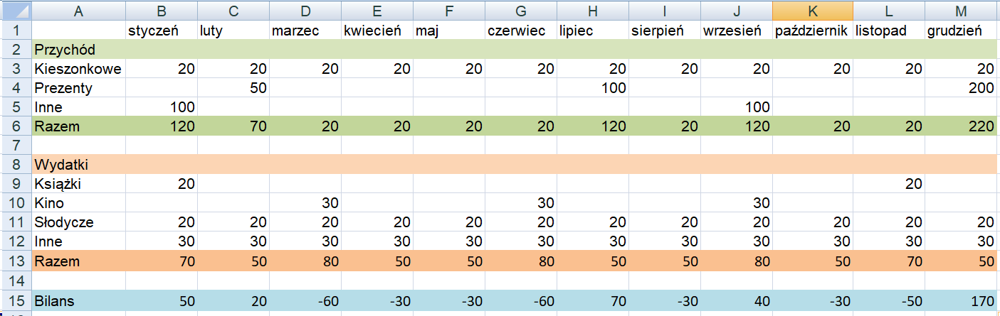 A B C D E F G H I J K L M
1 styczeń luty marzec kwiecień maj czerwiec lipiec sierpień wrzesień październik listopad grudzień
2 Przychód
3 Kieszonkowe 20 20 20 20 20 20 20 20 20 20 20 20
4 Prezenty 50 100 200
5 Inne 100 100
6 Razem 120 70 20 20 20 20 120 20 120 20 20 220
7
8 Wydatki
9 Książki 20 20
10 Kino 30 30 30
11 Słodycze 20 20 20 20 20 20 20 20 20 20 20 20
12 Inne 30 30 30 30 30 30 30 30 30 30 30 30
13 Razem 70 50 80 50 50 80 50 50 80 50 70 50
14
15 Bilans 50 20 -60 -30 -30 -60 70 -30 40 -30 -50 170